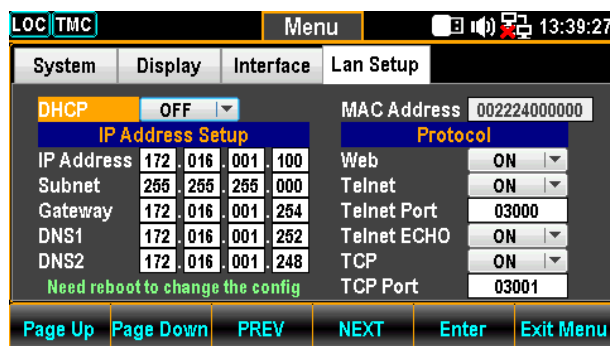 LOC TMC Menu 13:39:27
System Display Interface Lan Setup
DHCP OFF MAC Address 002224000000
IP Address Setup Protocol
IP Address 172 . 016 . 001 . 100 Web ON
Subnet 255 . 255 . 255 . 000 Telnet ON
Gateway 172 . 016 . 001 . 254 Telnet Port 03000
DNS1 172 . 016 . 001 . 252 Telnet ECHO ON
DNS2 172 . 016 . 001 . 248 TCP ON
Need reboot to change the config TCP Port 03001
Page Up Page Down PREV NEXT Enter Exit Menu